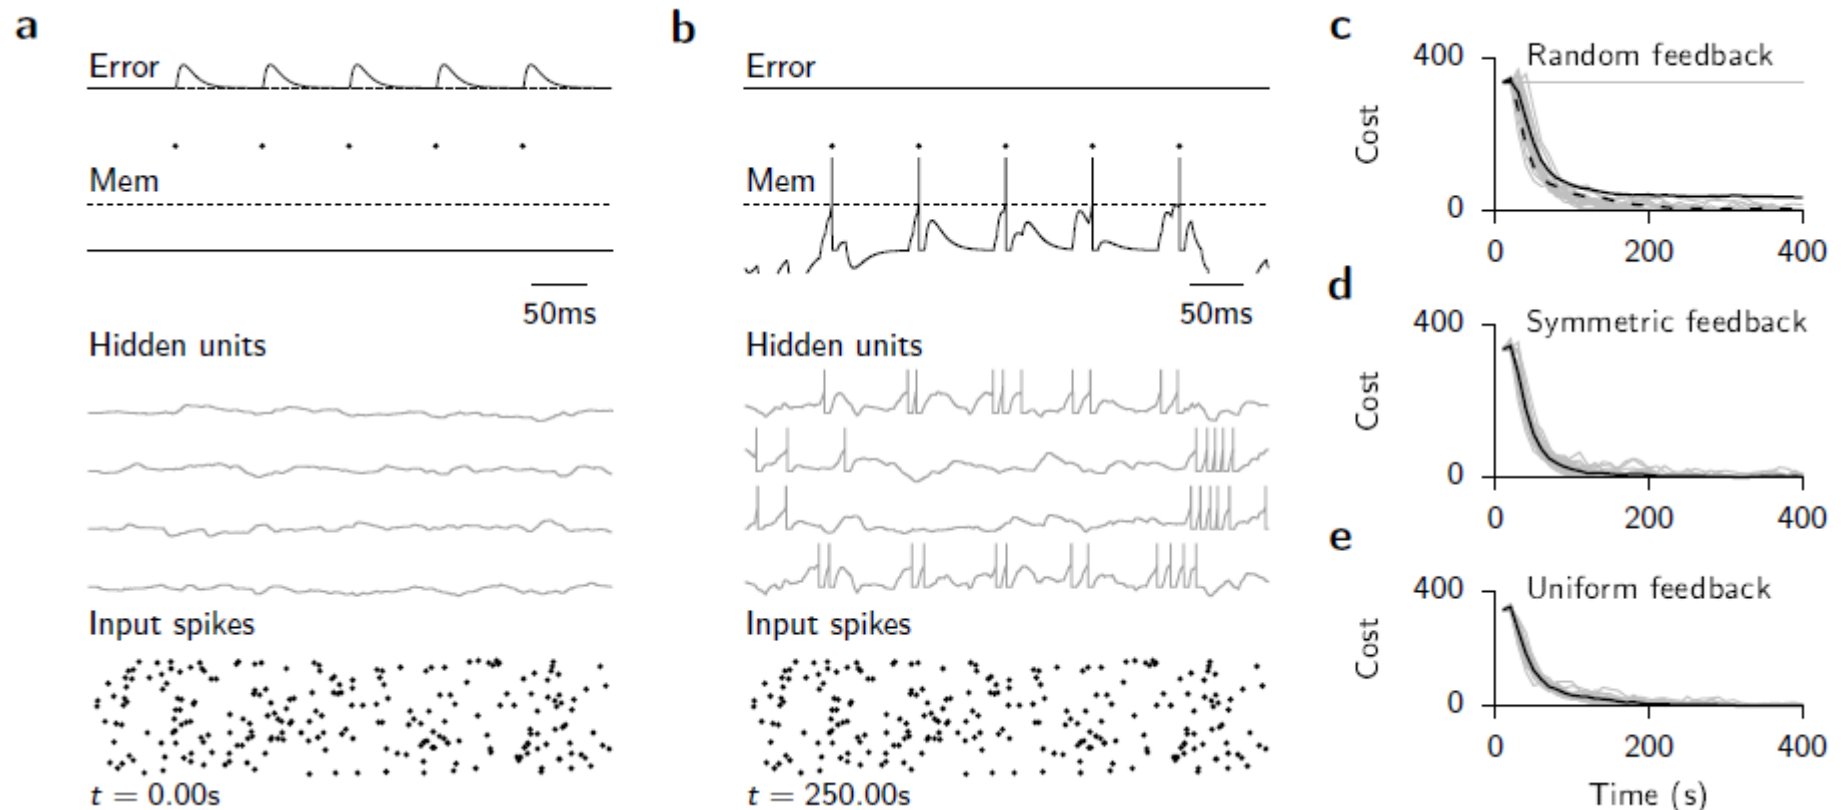 a
Error
Mem
50ms
Hidden units
Input spikes
t = 0.00s
b
Error
Mem
50ms
Hidden units
Input spikes
t = 250.00s
c
400
Random feedback
Cost
0
0 200 400
d
400
Symmetric feedback
Cost
0
0 200 400
e
400
Uniform feedback
Cost
0
0 200 400
Time (s)